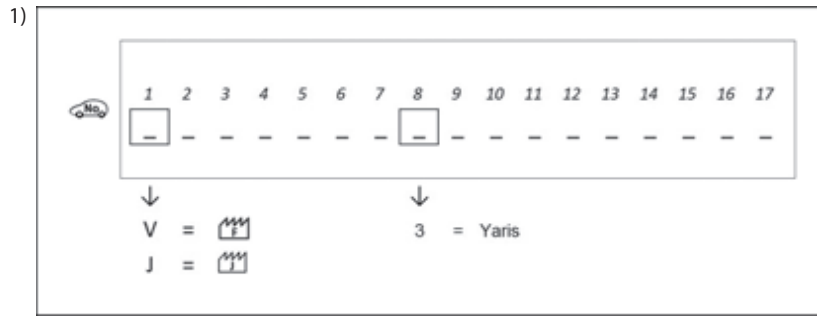 1)
1 2 3 4 5 6 7 8 9 10 11 12 13 14 15 16 17
No.
_ _ _ _ _ _ _ _ _ _ _ _ _ _ _ _ _
↓ ↓
V = F 3 = Yaris
J = J